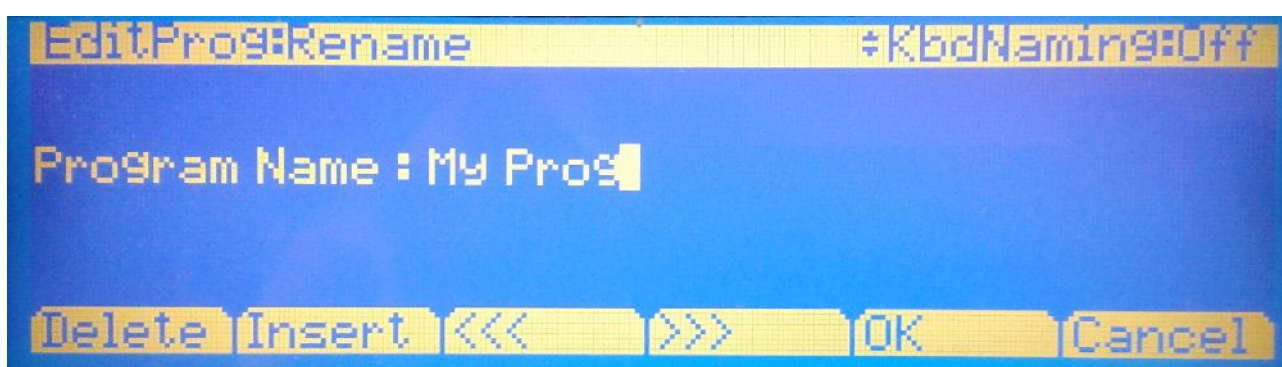 EditProg:Rename ÷KbdNaming:Off
Program Name : My Prog
Delete Insert <<< >>> OK Cancel